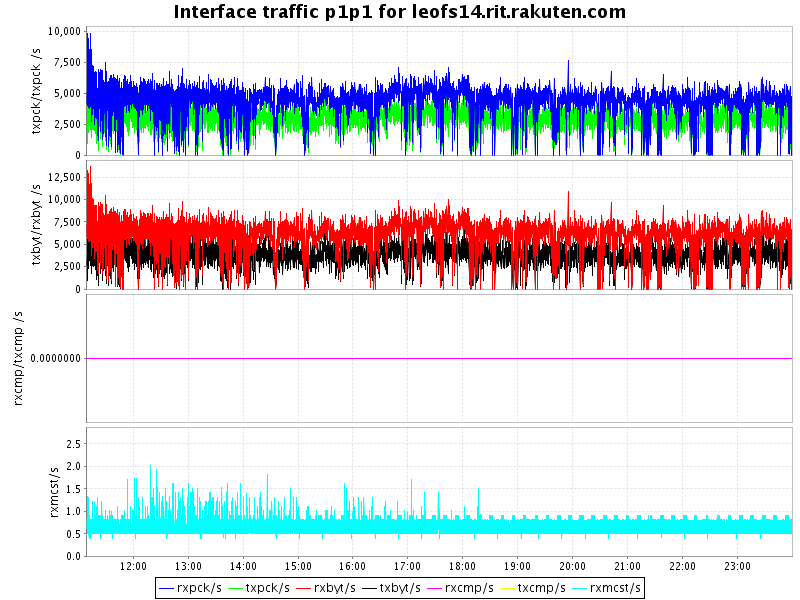 Interface traffic p1p1 for leofs14.rit.rakuten.com
txpck/txpck /s
10,000
7,500
5,000
2,500
0
txbyt/rxbyt /s
12,500
10,000
7,500
5,000
2,500
0
rxcmp/txcmp /s
0.0000000
rxmcst/s
2.5
2.0
1.5
1.0
0.5
0.0
12:00 13:00 14:00 15:00 16:00 17:00 18:00 19:00 20:00 21:00 22:00 23:00
rxpck/s txpck/s rxbyt/s txbyt/s rxcmp/s txcmp/s rxmcst/s